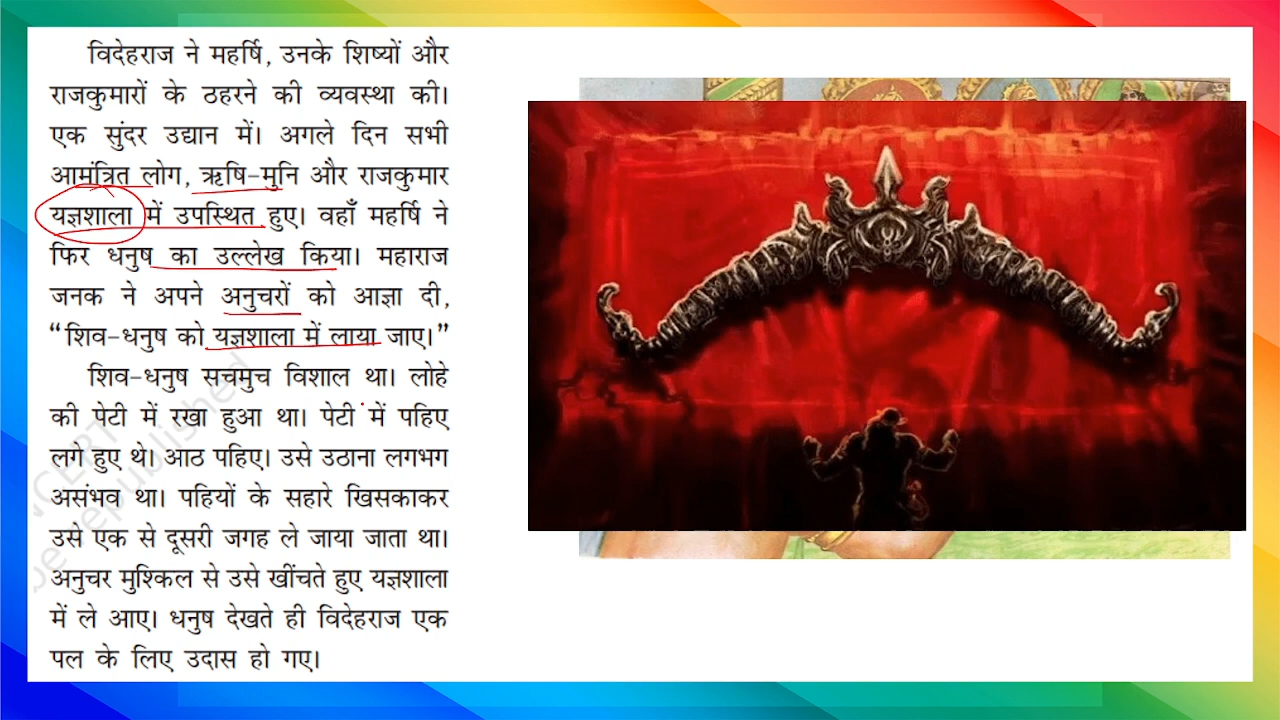 विदेहराज ने महर्षि, उनके शिष्यों और
राजकुमारों के ठहरने की व्यवस्था की।
एक सुंदर उद्यान में। अगले दिन सभी
आमंत्रित लोग, ऋषि-मुनि और राजकुमार
यज्ञशाला में उपस्थित हुए। वहाँ महर्षि ने
फिर धनुष का उल्लेख किया। महाराज
जनक ने अपने अनुचरों को आज्ञा दी,
“शिव-धनुष को यज्ञशाला में लाया जाए।”
शिव-धनुष सचमुच विशाल था। लोहे
की पेटी में रखा हुआ था। पेटी में पहिए
लगे हुए थे। आठ पहिए। उसे उठाना लगभग
असंभव था। पहियों के सहारे खिसकाकर
उसे एक से दूसरी जगह ले जाया जाता था।
अनुचर मुश्किल से उसे खींचते हुए यज्ञशाला
में ले आए। धनुष देखते ही विदेहराज एक
पल के लिए उदास हो गए।
NCERT
be republished